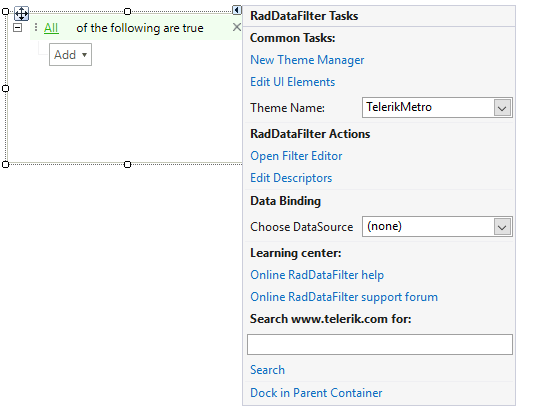 All of the following are true
Add
RadDataFilter Tasks
Common Tasks:
New Theme Manager
Edit UI Elements
Theme Name: TelerikMetro
RadDataFilter Actions
Open Filter Editor
Edit Descriptors
Data Binding
Choose DataSource (none)
Learning center:
Online RadDataFilter help
Online RadDataFilter support forum
Search www.telerik.com for:
Search
Dock in Parent Container